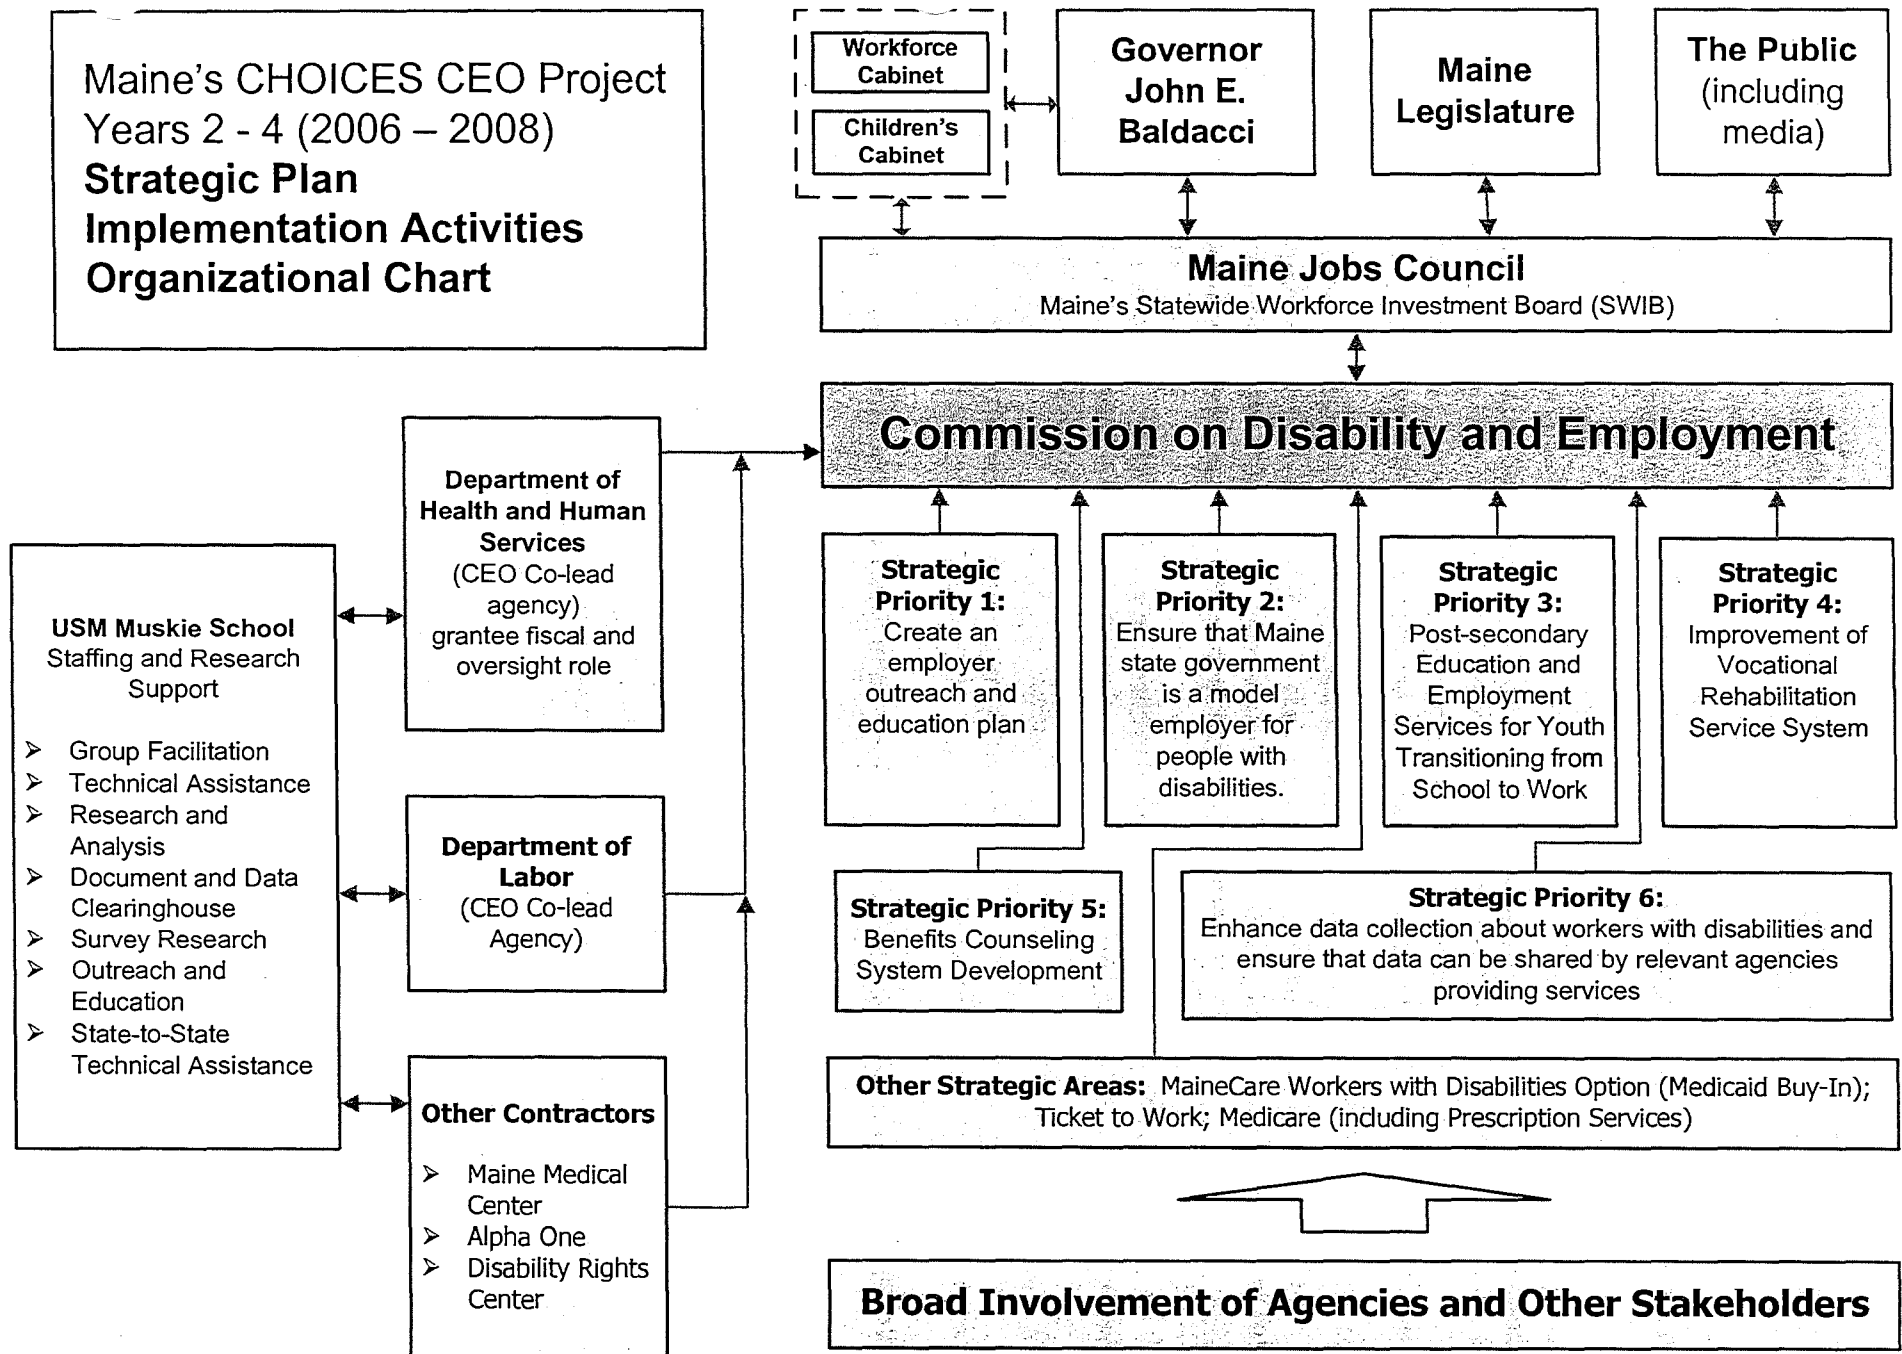 Maine's CHOICES CEO Project
Years 2 - 4 (2006 – 2008)
Strategic Plan
Implementation Activities
Organizational Chart
Workforce
Cabinet
Children's
Cabinet
Governor
John E.
Baldacci
Maine
Legislature
The Public
(including
media)
Maine Jobs Council
Maine's Statewide Workforce Investment Board (SWIB)
Commission on Disability and Employment
Department of
Health and Human
Services
(CEO Co-lead
agency)
grantee fiscal and
oversight role
USM Muskie School
Staffing and Research
Support
➢ Group Facilitation
➢ Technical Assistance
➢ Research and
Analysis
➢ Document and Data
Clearinghouse
➢ Survey Research
➢ Outreach and
Education
➢ State-to-State
Technical Assistance
Department of
Labor
(CEO Co-lead
Agency)
Other Contractors
➢ Maine Medical
Center
➢ Alpha One
➢ Disability Rights
Center
Strategic
Priority 1:
Create an
employer
outreach and
education plan
Strategic
Priority 2:
Ensure that Maine
state government
is a model
employer for
people with
disabilities.
Strategic
Priority 3:
Post-secondary
Education and
Employment
Services for Youth
Transitioning from
School to Work
Strategic
Priority 4:
Improvement of
Vocational
Rehabilitation
Service System
Strategic Priority 5:
Benefits Counseling
System Development
Strategic Priority 6:
Enhance data collection about workers with disabilities and
ensure that data can be shared by relevant agencies
providing services
Other Strategic Areas: MaineCare Workers with Disabilities Option (Medicaid Buy-In);
Ticket to Work; Medicare (including Prescription Services)
Broad Involvement of Agencies and Other Stakeholders